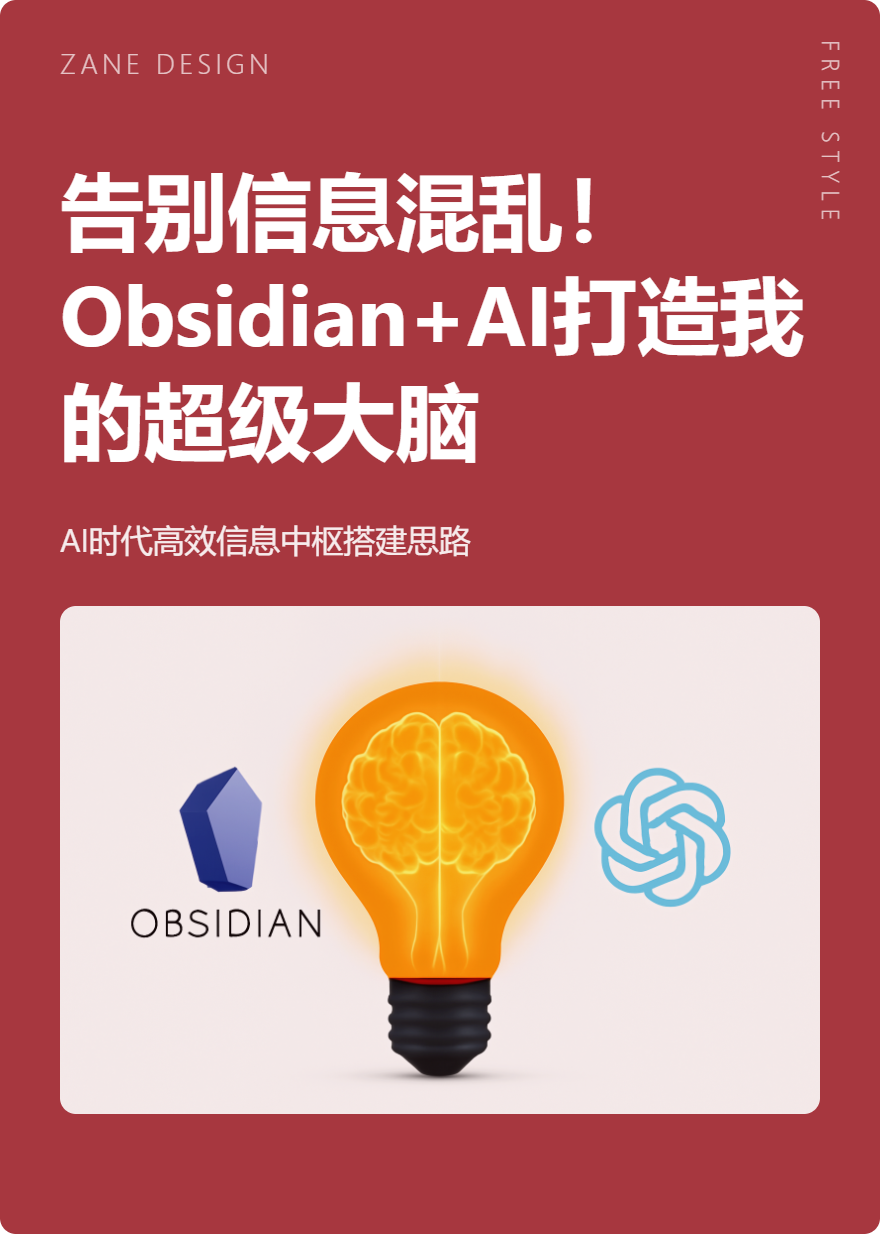 ZANE DESIGN
FREE STYLE
告别信息混乱！
Obsidian+AI打造我
的超级大脑
AI时代高效信息中枢搭建思路
OBSIDIAN